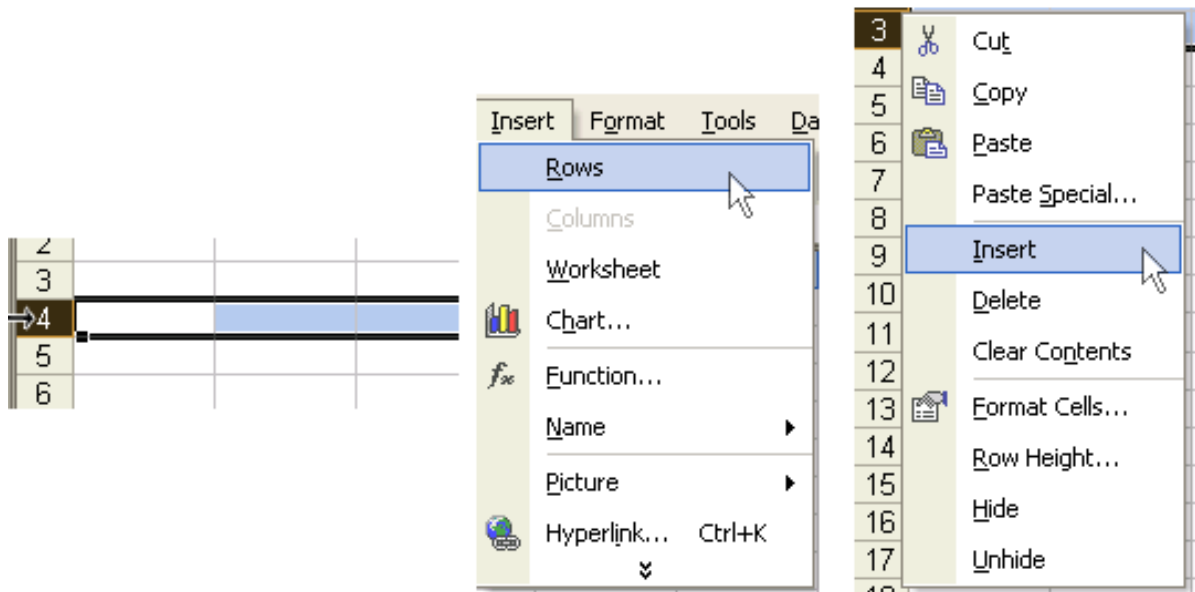 2
3
4
5
6
Insert Format Tools Da
Rows
Columns
Worksheet
Chart...
Function...
Name
Picture
Hyperlink... Ctrl+K
3
4
5
6
7
8
9
10
11
12
13
14
15
16
17
18
Cut
Copy
Paste
Paste Special...
Insert
Delete
Clear Contents
Format Cells...
Row Height...
Hide
Unhide